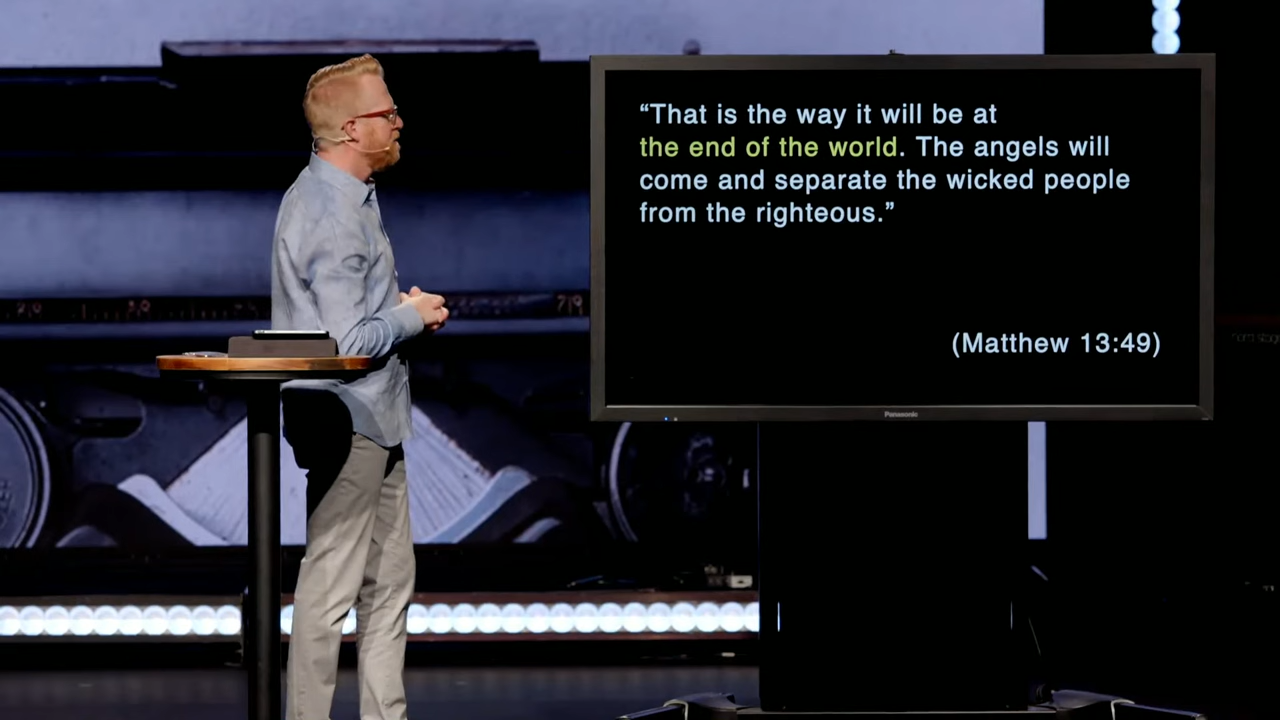 “That is the way it will be at
the end of the world. The angels will
come and separate the wicked people
from the righteous.”
(Matthew 13:49)
Panasonic